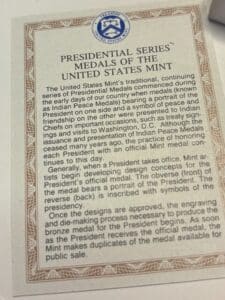 PRESIDENTIAL SERIES™
MEDALS OF THE
UNITED STATES MINT
The United States Mint's traditional, continuing
series of Presidential Medals commenced during
the early days of our country when medals (known
as Indian Peace Medals) bearing a portrait of the
President on one side and a symbol of peace and
friendship on the other were presented to Indian
Chiefs on important occasions, such as treaty sign-
ings and visits to Washington, D.C. Although the
issuance and presentation of Indian Peace Medals
ceased many years ago, the practice of honoring
each President with an official Mint medal con-
tinues to this day.
Generally, when a President takes office, Mint ar-
tists begin developing design concepts for the
President's official medal. The obverse (front) of
the medal bears a portrait of the President. The
reverse (back) is inscribed with symbols of the
presidency.
Once the designs are approved, the engraving
and die-making process necessary to produce the
bronze medal for the President begins. As soon
as the President receives the official medal, the
Mint makes duplicates of the medal available for
public sale.